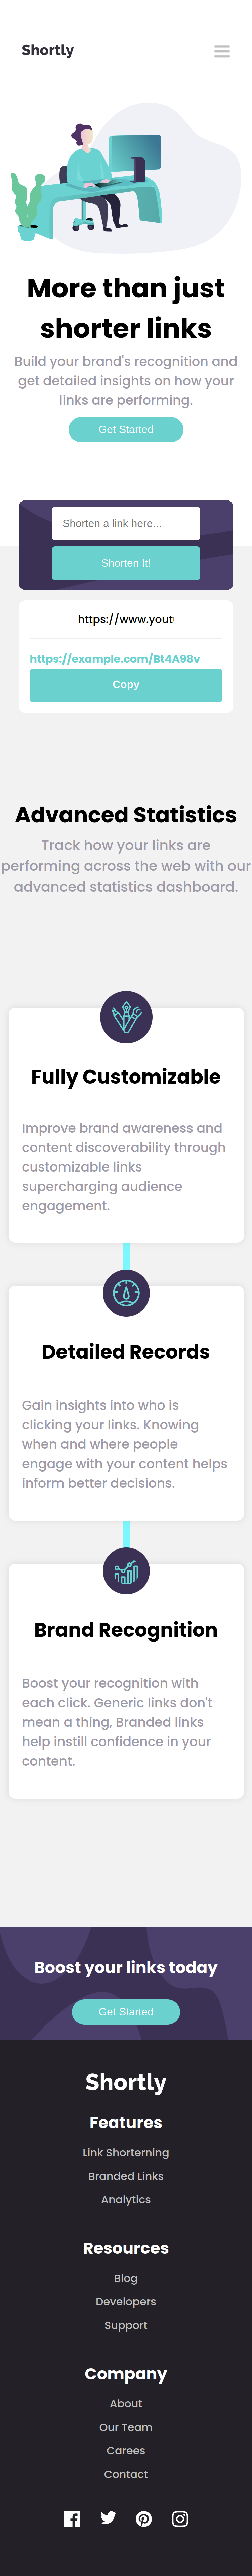 Shortly
More than just
shorter links
Build your brand's recognition and
get detailed insights on how your
links are performing.
Get Started
Shorten a link here...
Shorten It!
https://www.yout
https://example.com/Bt4A98v
Copy
Advanced Statistics
Track how your links are
performing across the web with our
advanced statistics dashboard.
Fully Customizable
Improve brand awareness and
content discoverability through
customizable links
supercharging audience
engagement.
Detailed Records
Gain insights into who is
clicking your links. Knowing
when and where people
engage with your content helps
inform better decisions.
Brand Recognition
Boost your recognition with
each click. Generic links don't
mean a thing, Branded links
help instill confidence in your
content.
Boost your links today
Get Started
Shortly
Features
Link Shorterning
Branded Links
Analytics
Resources
Blog
Developers
Support
Company
About
Our Team
Carees
Contact